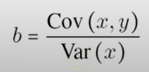 b = Cov (x, y) / Var (x)